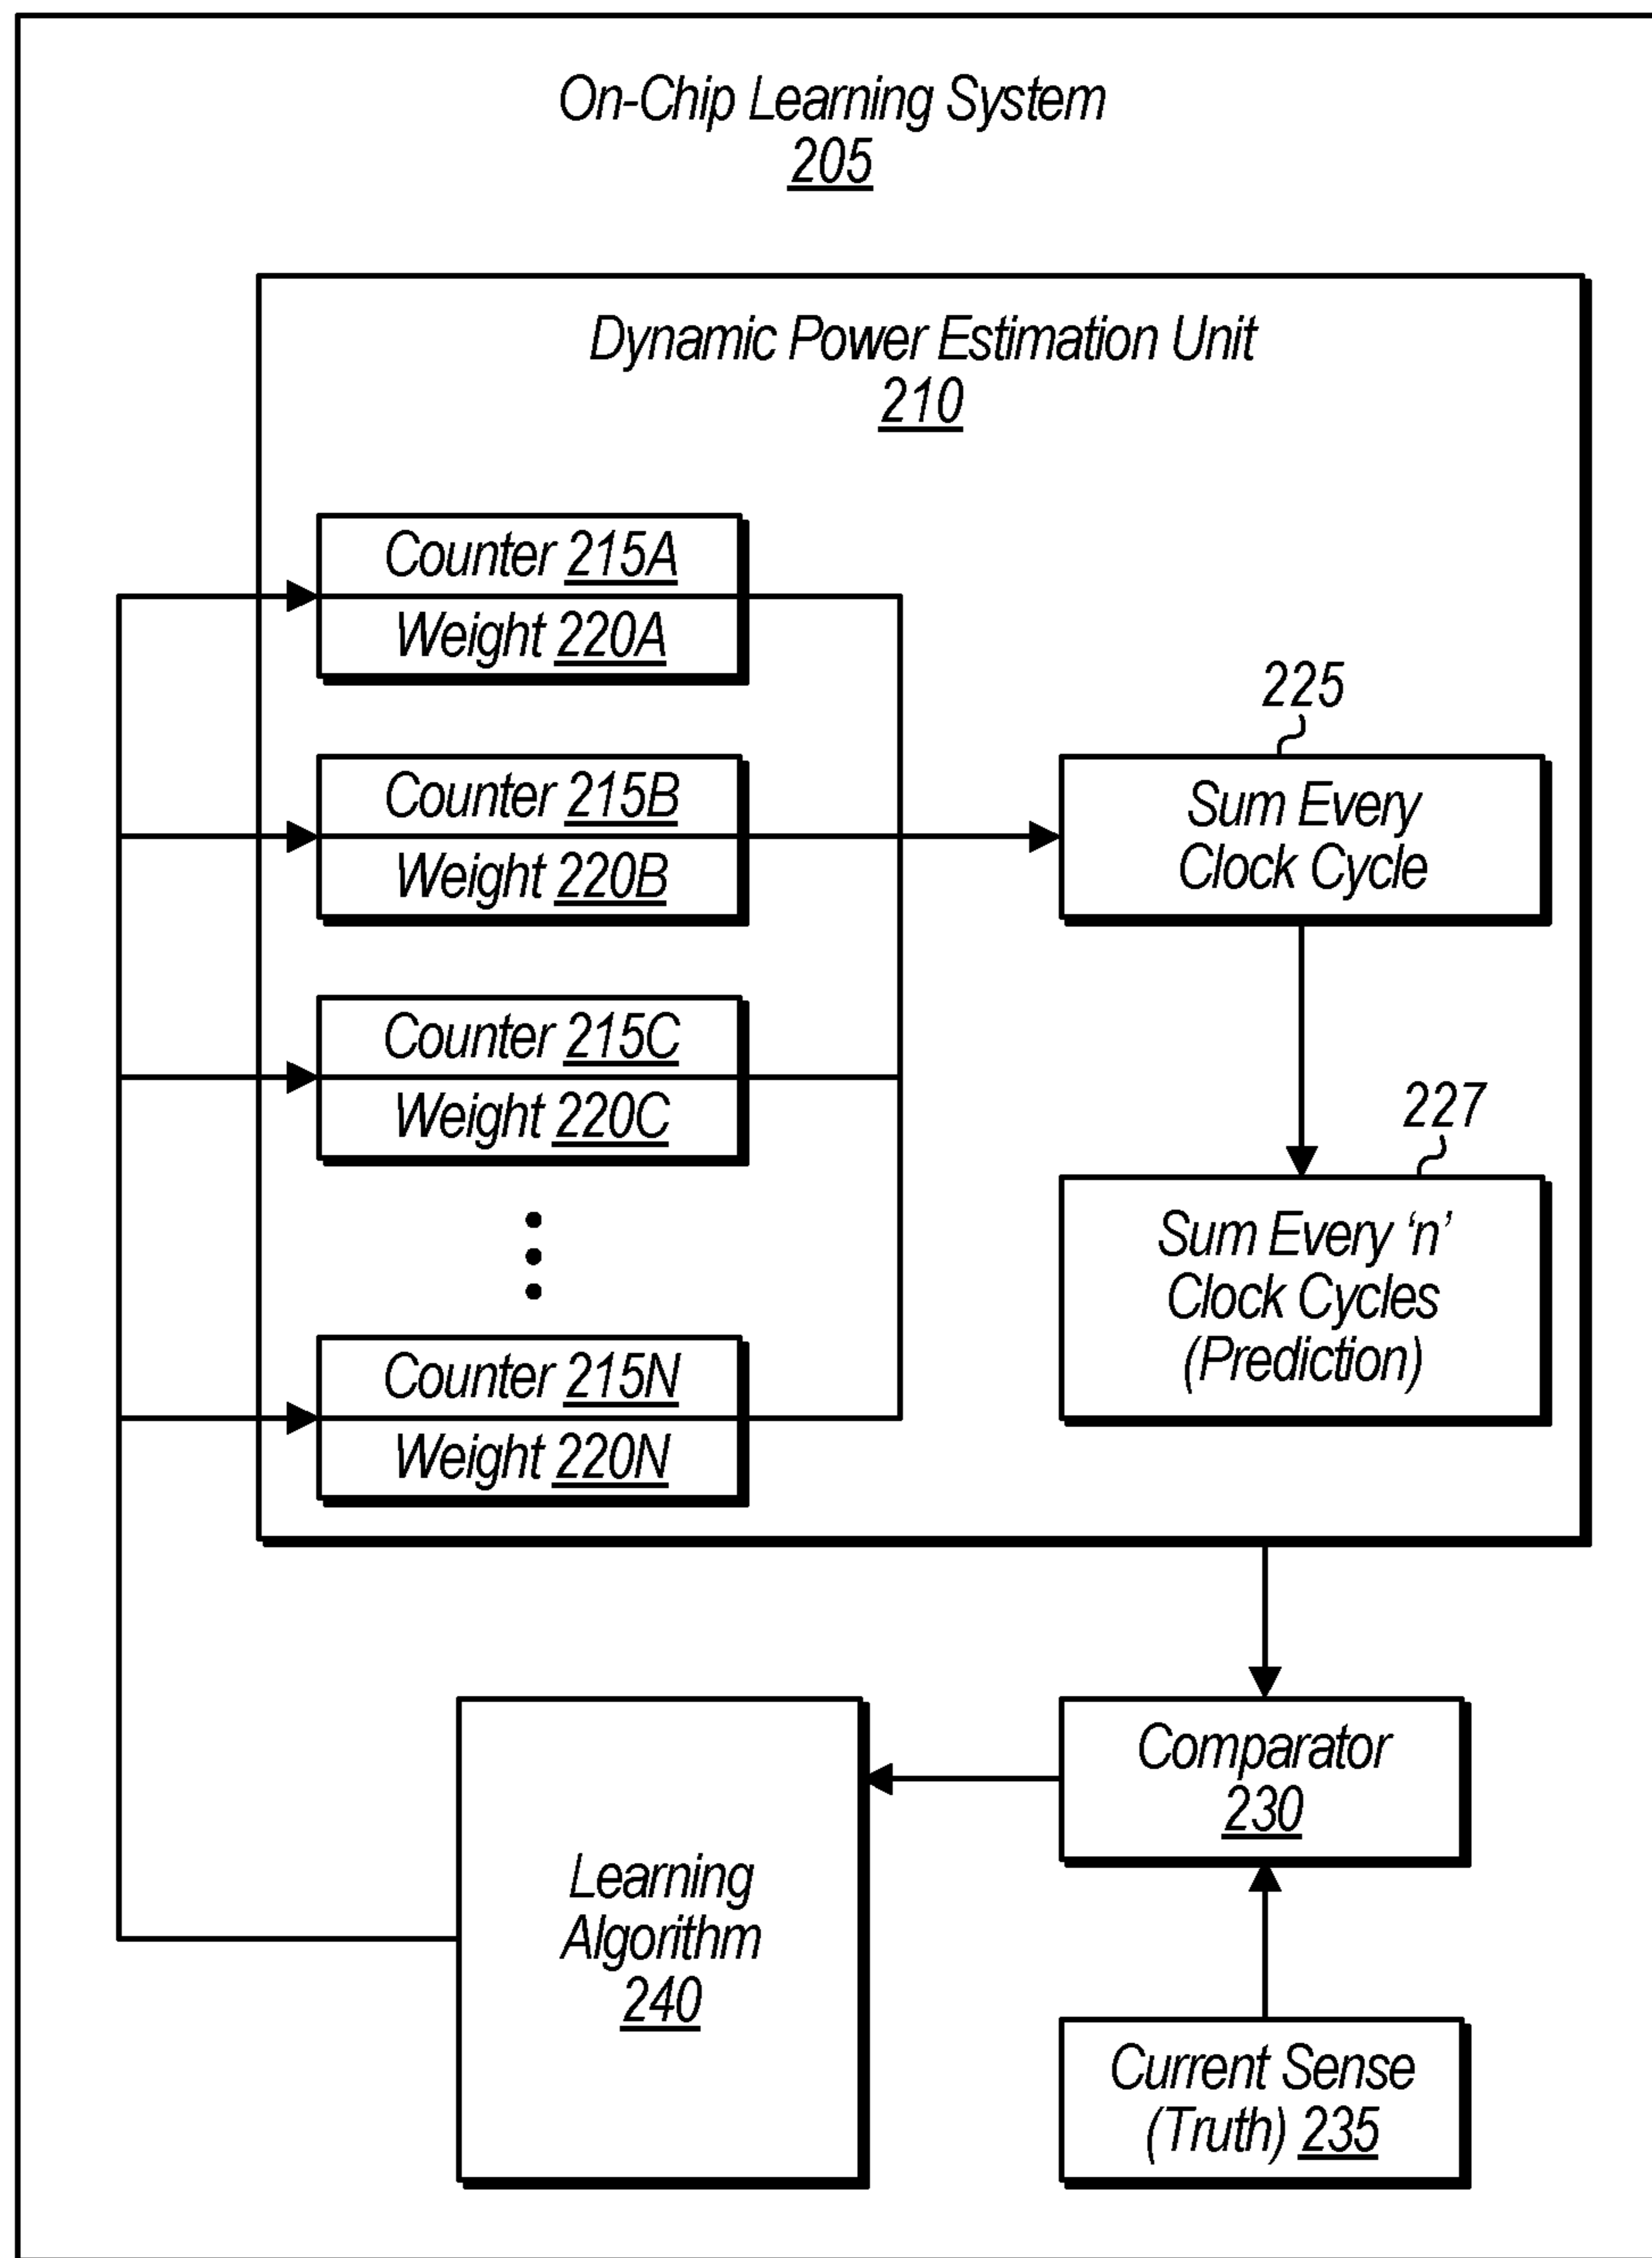 On-Chip Learning System
205
Dynamic Power Estimation Unit
210
Counter 215A
Weight 220A
Counter 215B
Weight 220B
Counter 215C
Weight 220C
Counter 215N
Weight 220N
225
Sum Every
Clock Cycle
227
Sum Every ‘n’
Clock Cycles
(Prediction)
Comparator
230
Learning
Algorithm
240
Current Sense
(Truth) 235